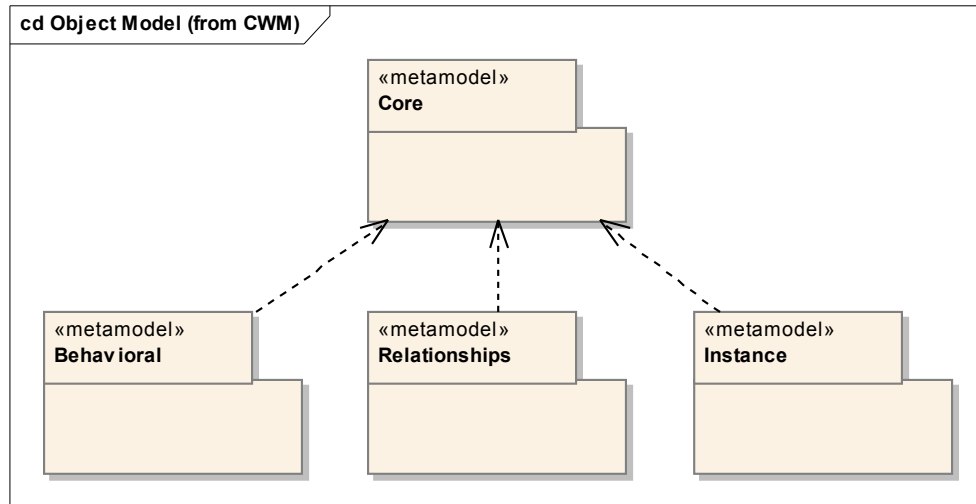 cd Object Model (from CWM)
«metamodel»
Core
«metamodel»
Behavioral
«metamodel»
Relationships
«metamodel»
Instance